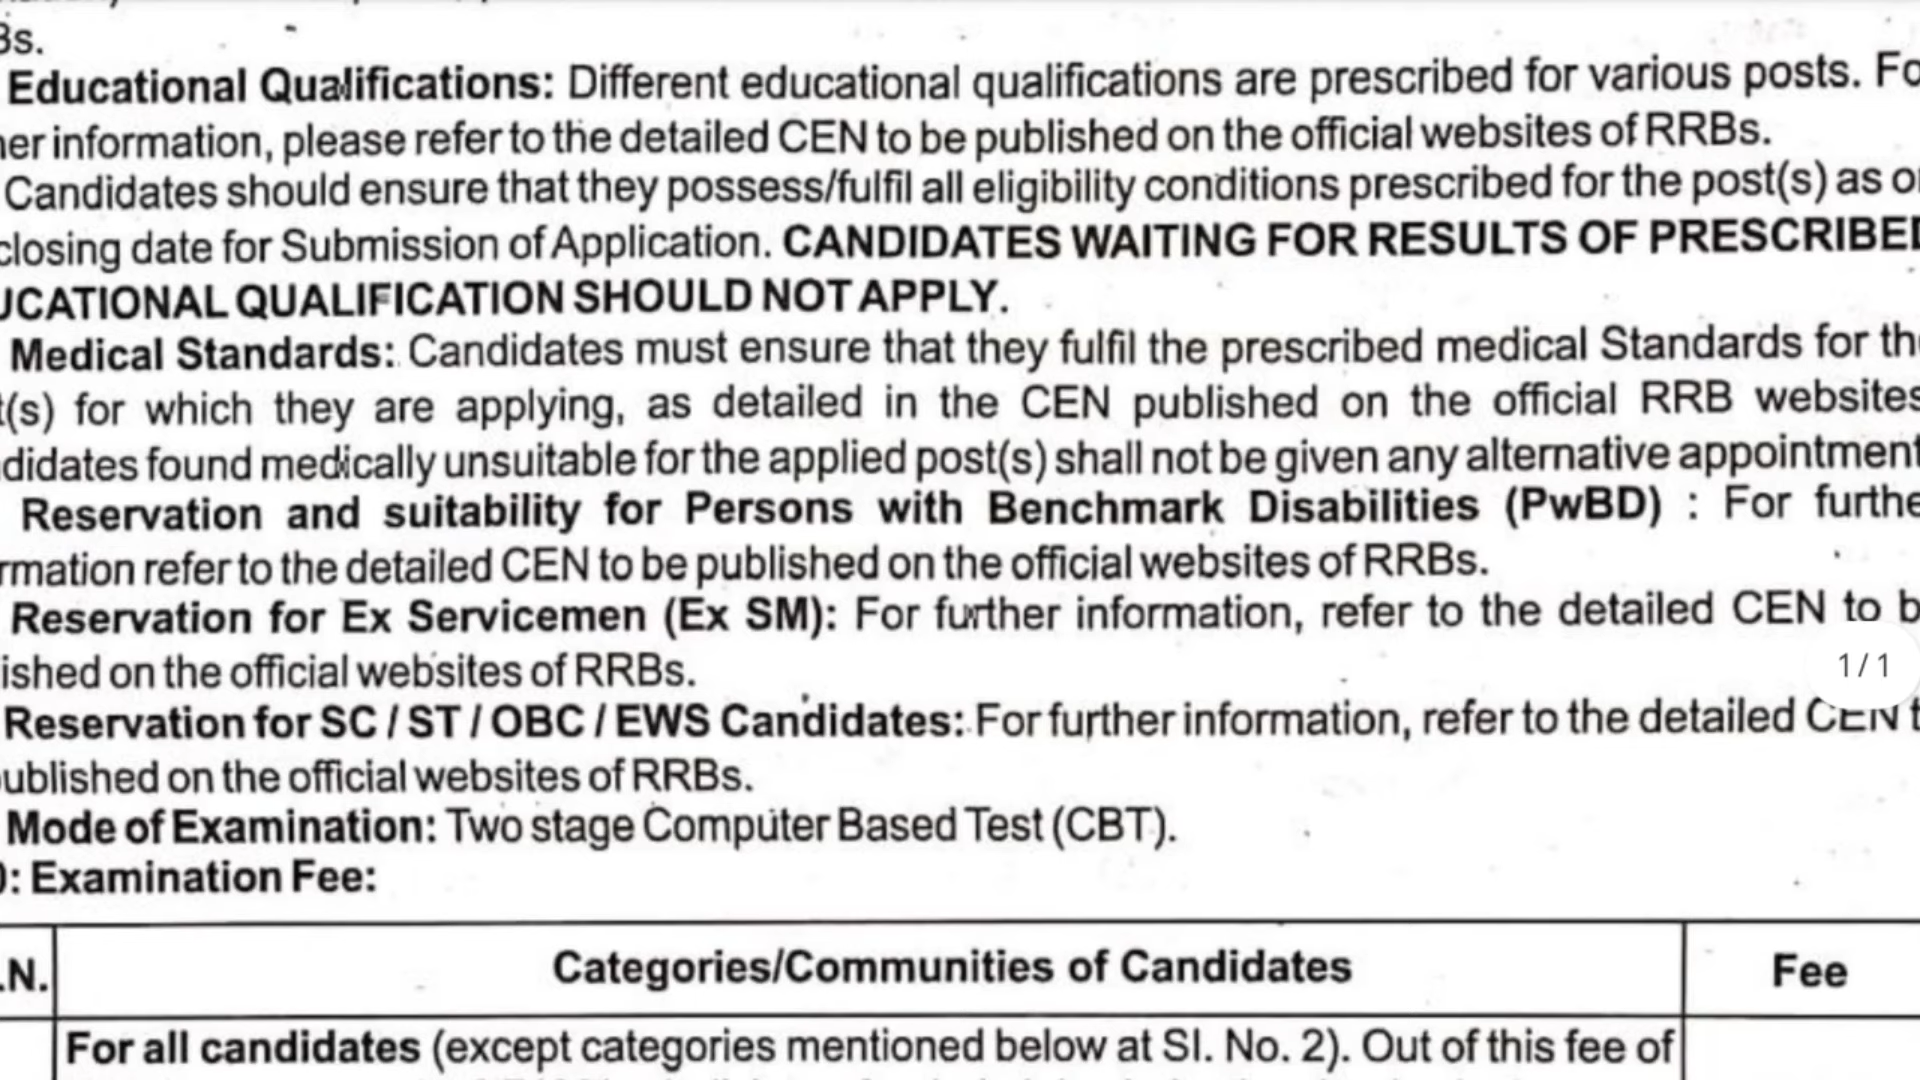 Bs.
Educational Qualifications: Different educational qualifications are prescribed for various posts. Fo
her information, please refer to the detailed CEN to be published on the official websites of RRBs.
Candidates should ensure that they possess/fulfil all eligibility conditions prescribed for the post(s) as on
closing date for Submission of Application. CANDIDATES WAITING FOR RESULTS OF PRESCRIBED
UCATIONAL QUALIFICATION SHOULD NOT APPLY.
Medical Standards: Candidates must ensure that they fulfil the prescribed medical Standards for the
t(s) for which they are applying, as detailed in the CEN published on the official RRB websites
didates found medically unsuitable for the applied post(s) shall not be given any alternative appointment
Reservation and suitability for Persons with Benchmark Disabilities (PwBD) : For furthe
rmation refer to the detailed CEN to be published on the official websites of RRBs.
Reservation for Ex Servicemen (Ex SM): For further information, refer to the detailed CEN to b
ished on the official websites of RRBs.
1/1
Reservation for SC / ST / OBC / EWS Candidates: For further information, refer to the detailed CEN t
ublished on the official websites of RRBs.
Mode of Examination: Two stage Computer Based Test (CBT).
0: Examination Fee:
.N. Categories/Communities of Candidates Fee
For all candidates (except categories mentioned below at SI. No. 2). Out of this fee of